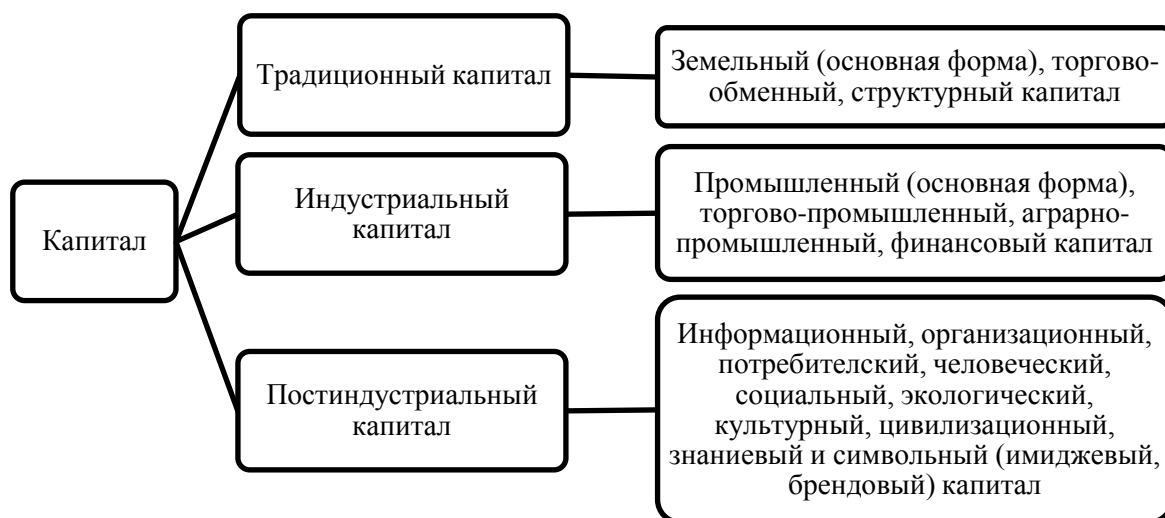 Капитал
Традиционный капитал
Земельный (основная форма), торгово-
обменный, структурный капитал
Индустриальный
капитал
Промышленный (основная форма),
торгово-промышленный, аграрно-
промышленный, финансовый капитал
Постиндустриальный
капитал
Информационный, организационный,
потребителский, человеческий,
социальный, экологический,
культурный, цивилизационный,
знаниевый и символьный (имиджевый,
брендовый) капитал